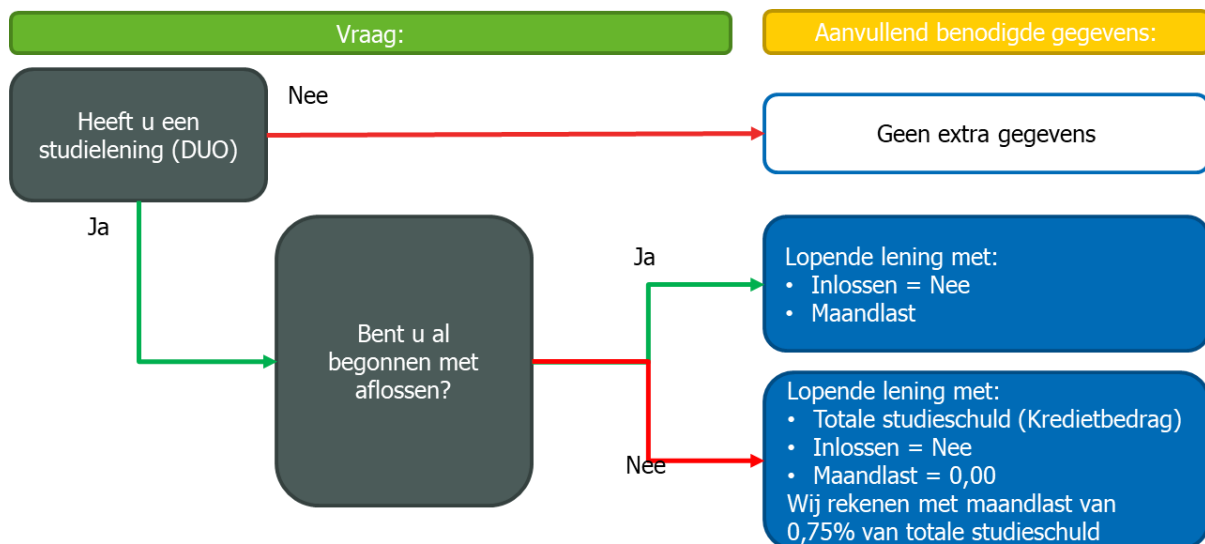 Vraag:
Aanvullend benodigde gegevens:
Heeft u een
studielening (DUO)
Nee
Geen extra gegevens
Ja
Bent u al
begonnen met
aflossen?
Ja
Lopende lening met:
• Inlossen = Nee
• Maandlast
Nee
Lopende lening met:
• Totale studieschuld (Kredietbedrag)
• Inlossen = Nee
• Maandlast = 0,00
Wij rekenen met maandlast van
0,75% van totale studieschuld